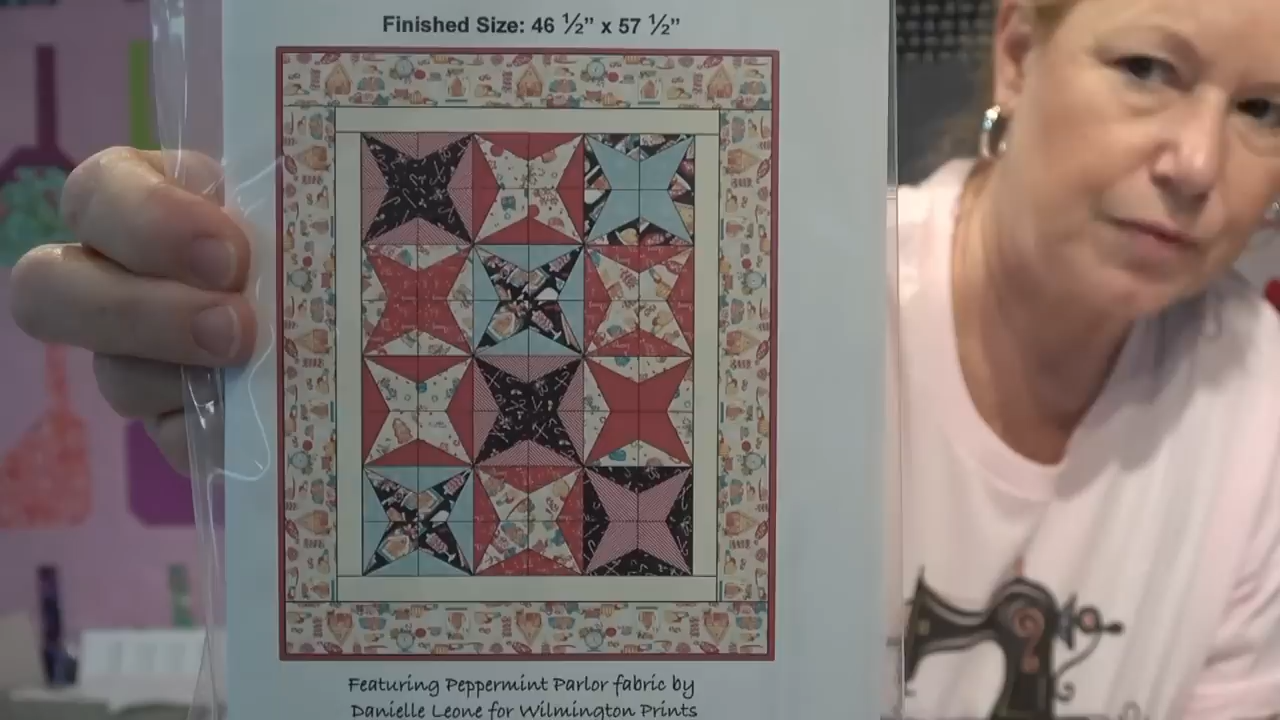 Finished Size: 46 ½” x 57 ½”
Featuring Peppermint Parlor fabric by
Danielle Leone for Wilmington Prints